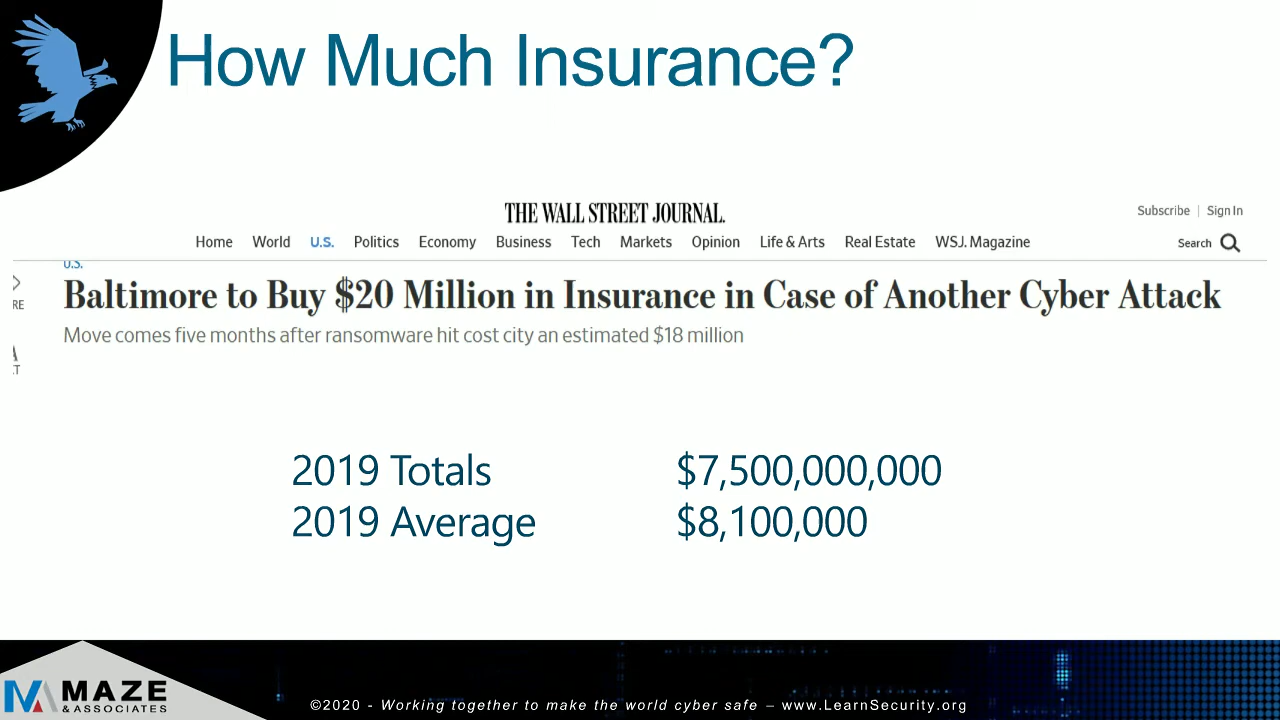 How Much Insurance?
THE WALL STREET JOURNAL.
Subscribe | Sign In
Home World U.S. Politics Economy Business Tech Markets Opinion Life & Arts Real Estate WSJ. Magazine
Search
U.S.
RE
Baltimore to Buy $20 Million in Insurance in Case of Another Cyber Attack
Move comes five months after ransomware hit cost city an estimated $18 million
2019 Totals $7,500,000,000
2019 Average $8,100,000
MAZE
& ASSOCIATES
©2020 - Working together to make the world cyber safe – www.LearnSecurity.org